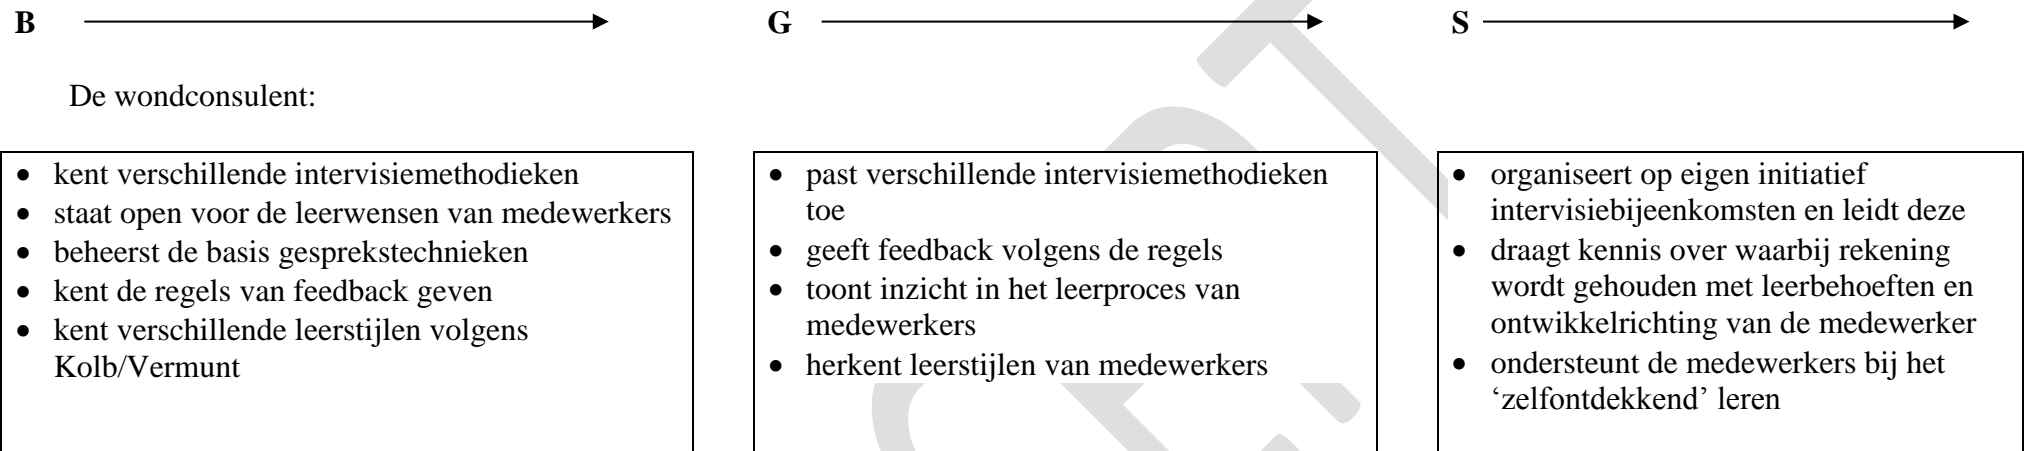 B
G
S
De wondconsulent:
• kent verschillende intervisiemethodieken
• staat open voor de leerwensen van medewerkers
• beheerst de basis gesprekstechnieken
• kent de regels van feedback geven
• kent verschillende leerstijlen volgens
Kolb/Vermunt
• past verschillende intervisiemethodieken
toe
• geeft feedback volgens de regels
• toont inzicht in het leerproces van
medewerkers
• herkent leerstijlen van medewerkers
• organiseert op eigen initiatief
intervisiebijeenkomsten en leidt deze
• draagt kennis over waarbij rekening
wordt gehouden met leerbehoeften en
ontwikkelrichting van de medewerker
• ondersteunt de medewerkers bij het
‘zelfontdekkend’ leren